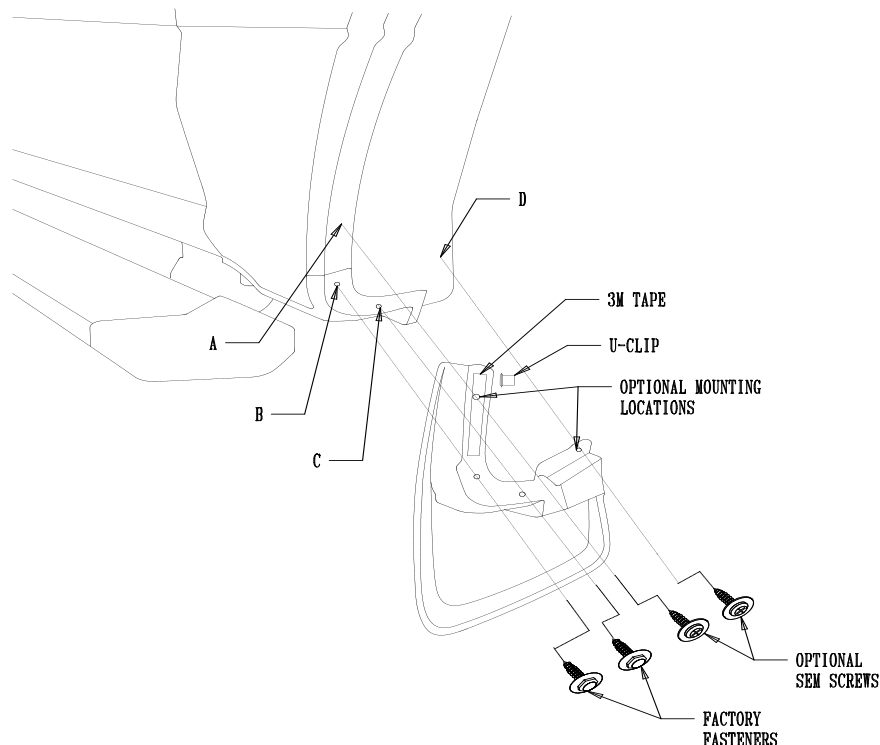 D
3M TAPE
A
U-CLIP
OPTIONAL MOUNTING
LOCATIONS
B
C
OPTIONAL
SEM SCREWS
FACTORY
FASTENERS